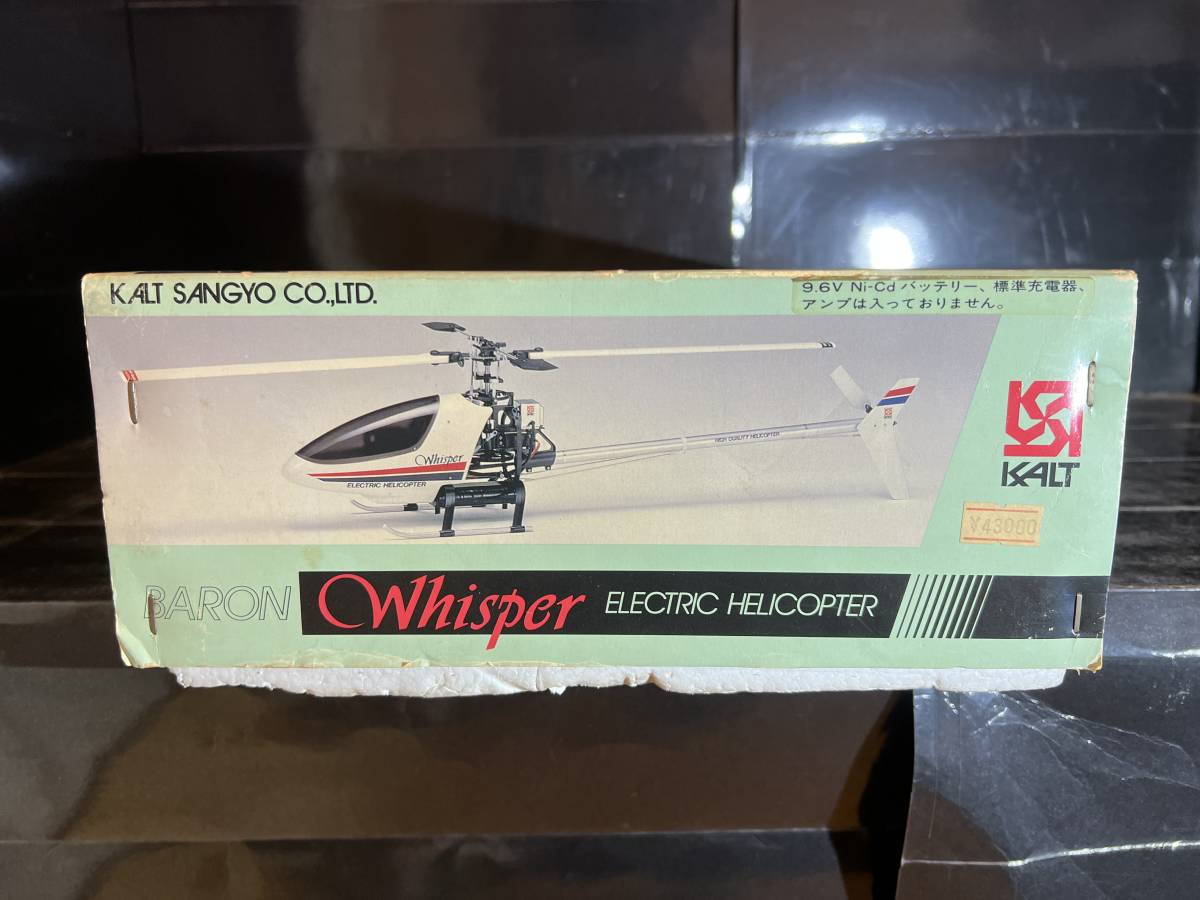 KALT SANGYO CO.,LTD.
9.6V Ni-Cd バッテリー、標準充電器、
アンプは入っておりません。
KALT
HIGH QUALITY HELICOPTER
Whisper
ELECTRIC HELICOPTER
KALT
¥43000
BARON Whisper ELECTRIC HELICOPTER